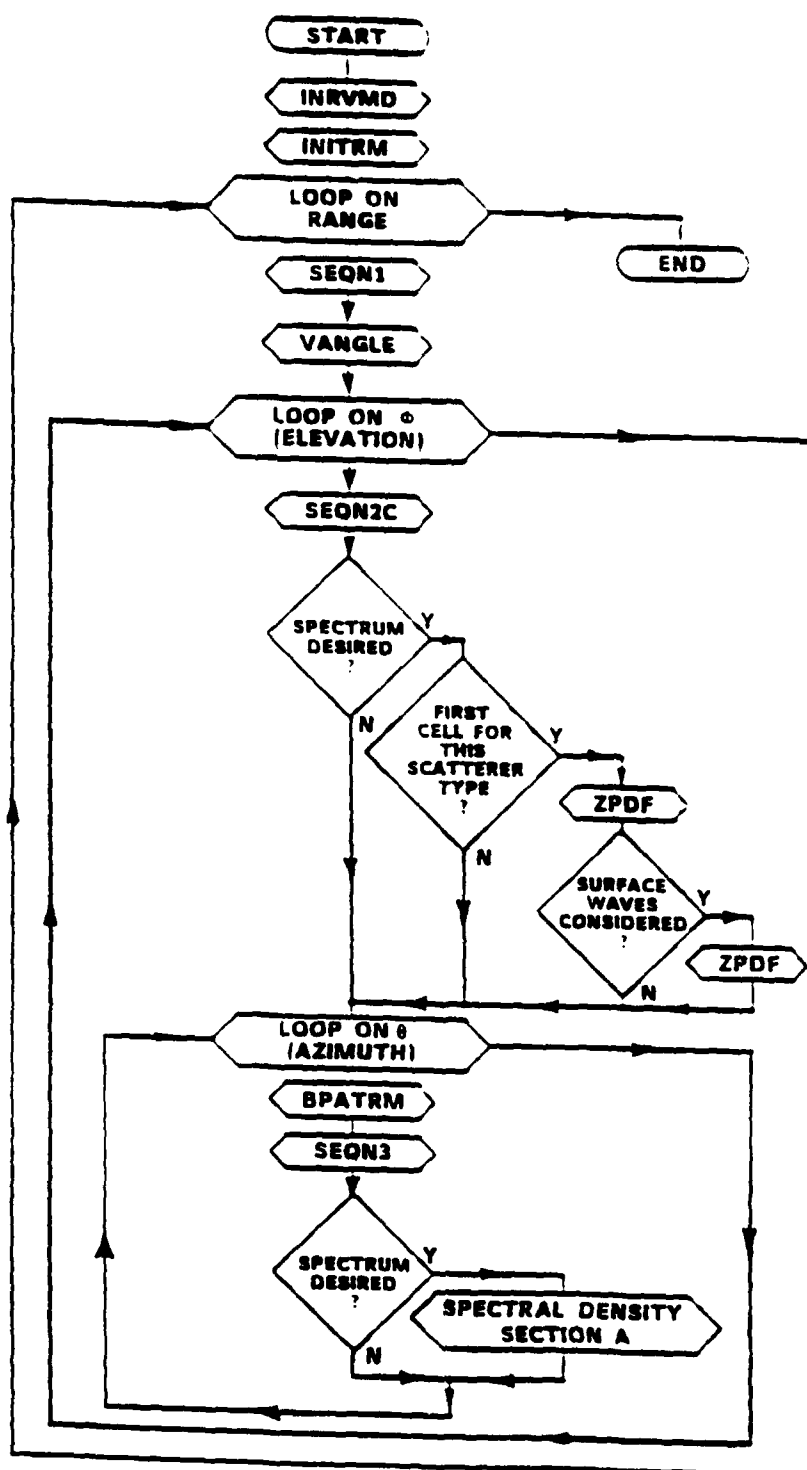 START
INRVMD
INITRM
LOOP ON
RANGE
END
SEQN1
VANGLE
LOOP ON Φ
(ELEVATION)
SEQN2C
SPECTRUM
DESIRED
?
Y
N
FIRST
CELL FOR
THIS
SCATTERER
TYPE
?
Y
N
ZPDF
SURFACE
WAVES
CONSIDERED
?
Y
N
ZPDF
LOOP ON θ
(AZIMUTH)
BPATRM
SEQN3
SPECTRUM
DESIRED
?
Y
N
SPECTRAL DENSITY
SECTION A